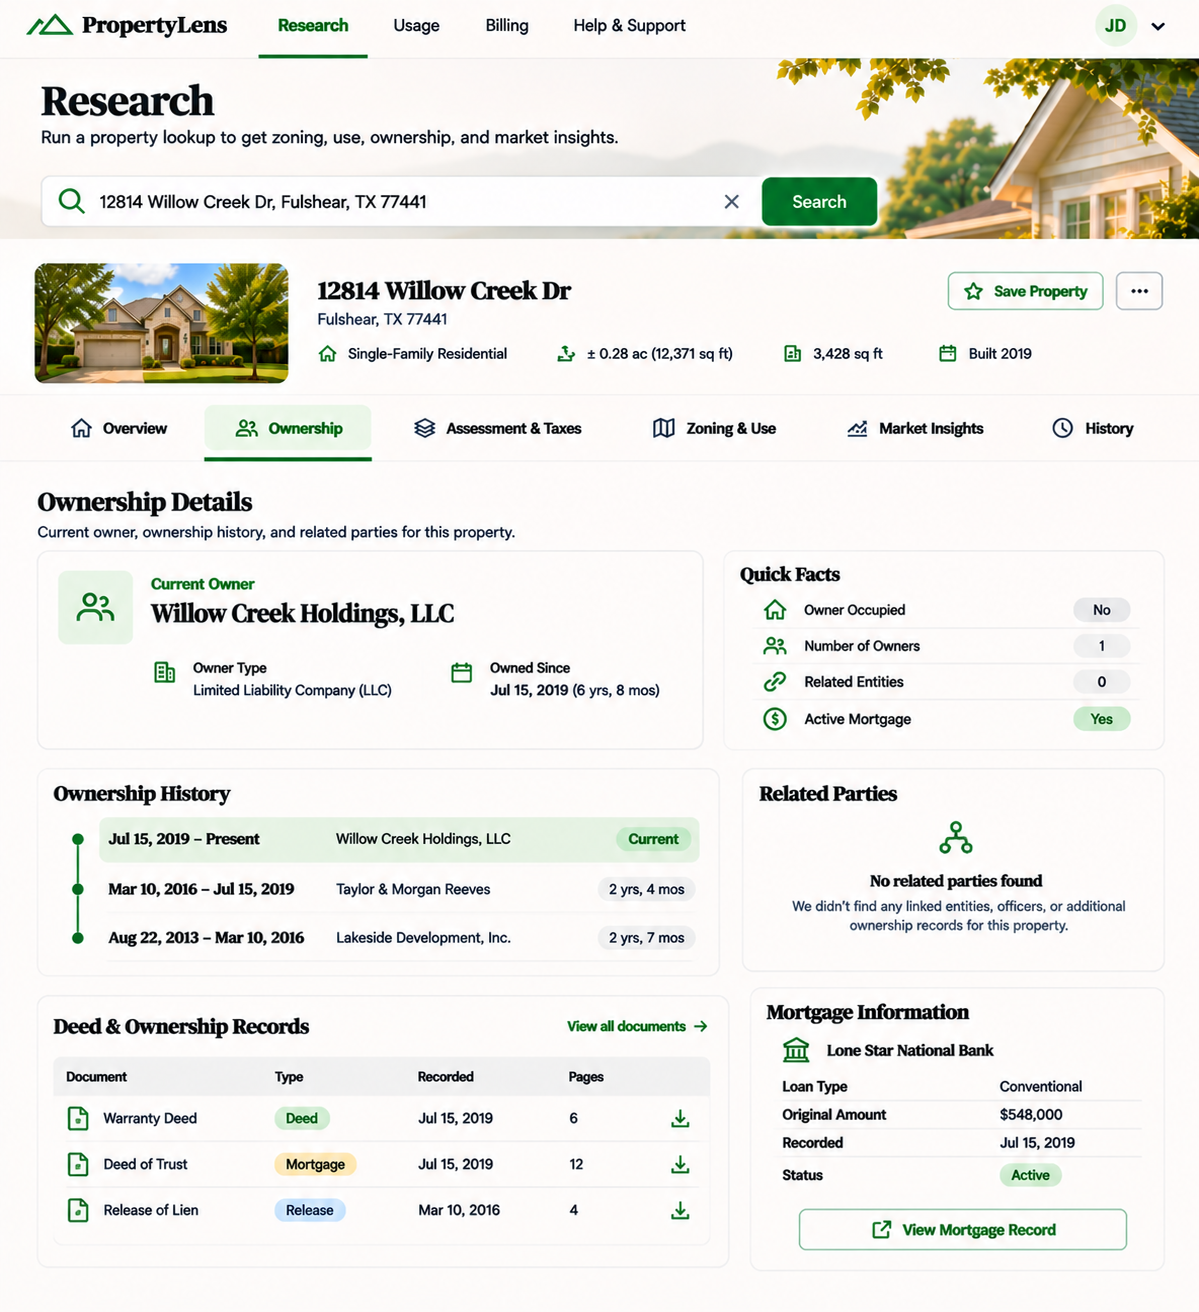 PropertyLens
Research
Usage
Billing
Help & Support
JD
Research
Run a property lookup to get zoning, use, ownership, and market insights.
12814 Willow Creek Dr, Fulshear, TX 77441
Search
12814 Willow Creek Dr
Fulshear, TX 77441
Save Property
Single-Family Residential
± 0.28 ac (12,371 sq ft)
3,428 sq ft
Built 2019
Overview
Ownership
Assessment & Taxes
Zoning & Use
Market Insights
History
Ownership Details
Current owner, ownership history, and related parties for this property.
Current Owner
Willow Creek Holdings, LLC
Owner Type
Limited Liability Company (LLC)
Owned Since
Jul 15, 2019 (6 yrs, 8 mos)
Quick Facts
Owner Occupied No
Number of Owners 1
Related Entities 0
Active Mortgage Yes
Ownership History
Jul 15, 2019 – Present Willow Creek Holdings, LLC Current
Mar 10, 2016 – Jul 15, 2019 Taylor & Morgan Reeves 2 yrs, 4 mos
Aug 22, 2013 – Mar 10, 2016 Lakeside Development, Inc. 2 yrs, 7 mos
Related Parties
No related parties found
We didn't find any linked entities, officers, or additional
ownership records for this property.
Deed & Ownership Records
View all documents →
Document Type Recorded Pages
Warranty Deed Deed Jul 15, 2019 6
Deed of Trust Mortgage Jul 15, 2019 12
Release of Lien Release Mar 10, 2016 4
Mortgage Information
Lone Star National Bank
Loan Type Conventional
Original Amount $548,000
Recorded Jul 15, 2019
Status Active
View Mortgage Record